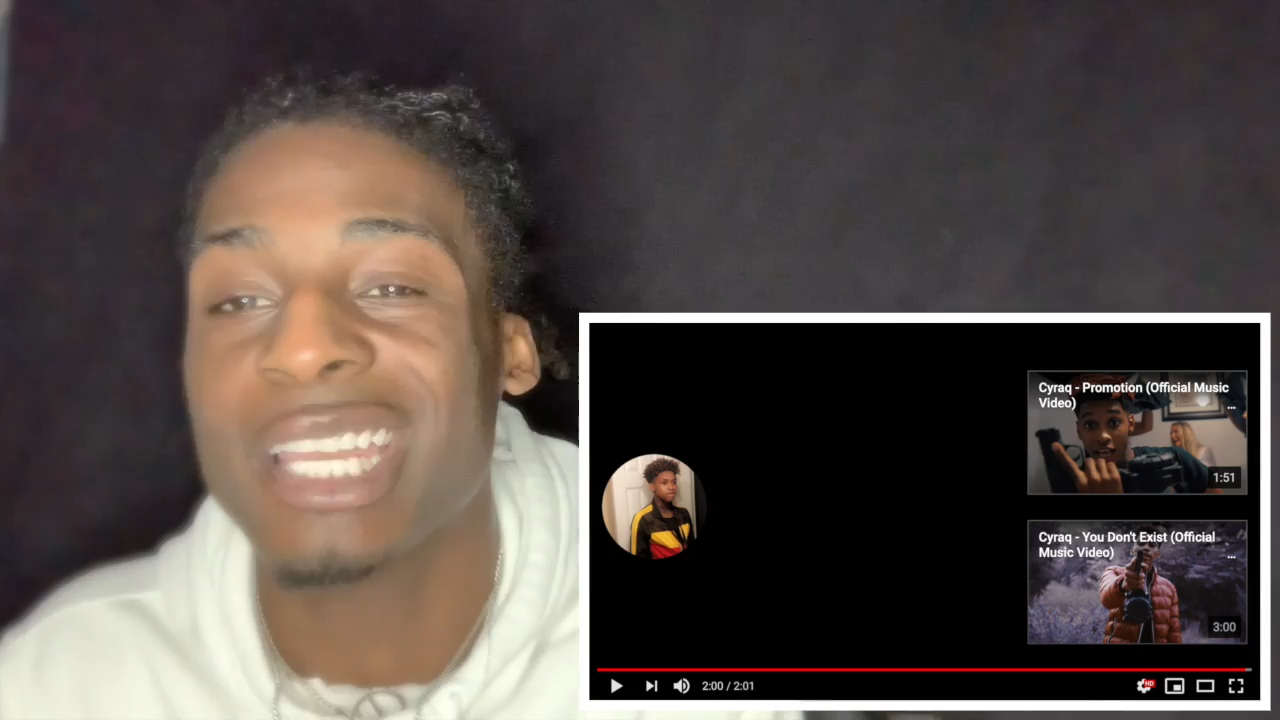 Cyraq - Promotion (Official Music
Video)
1:51
Cyraq - You Don't Exist (Official
Music Video)
3:00
2:00 / 2:01
HD